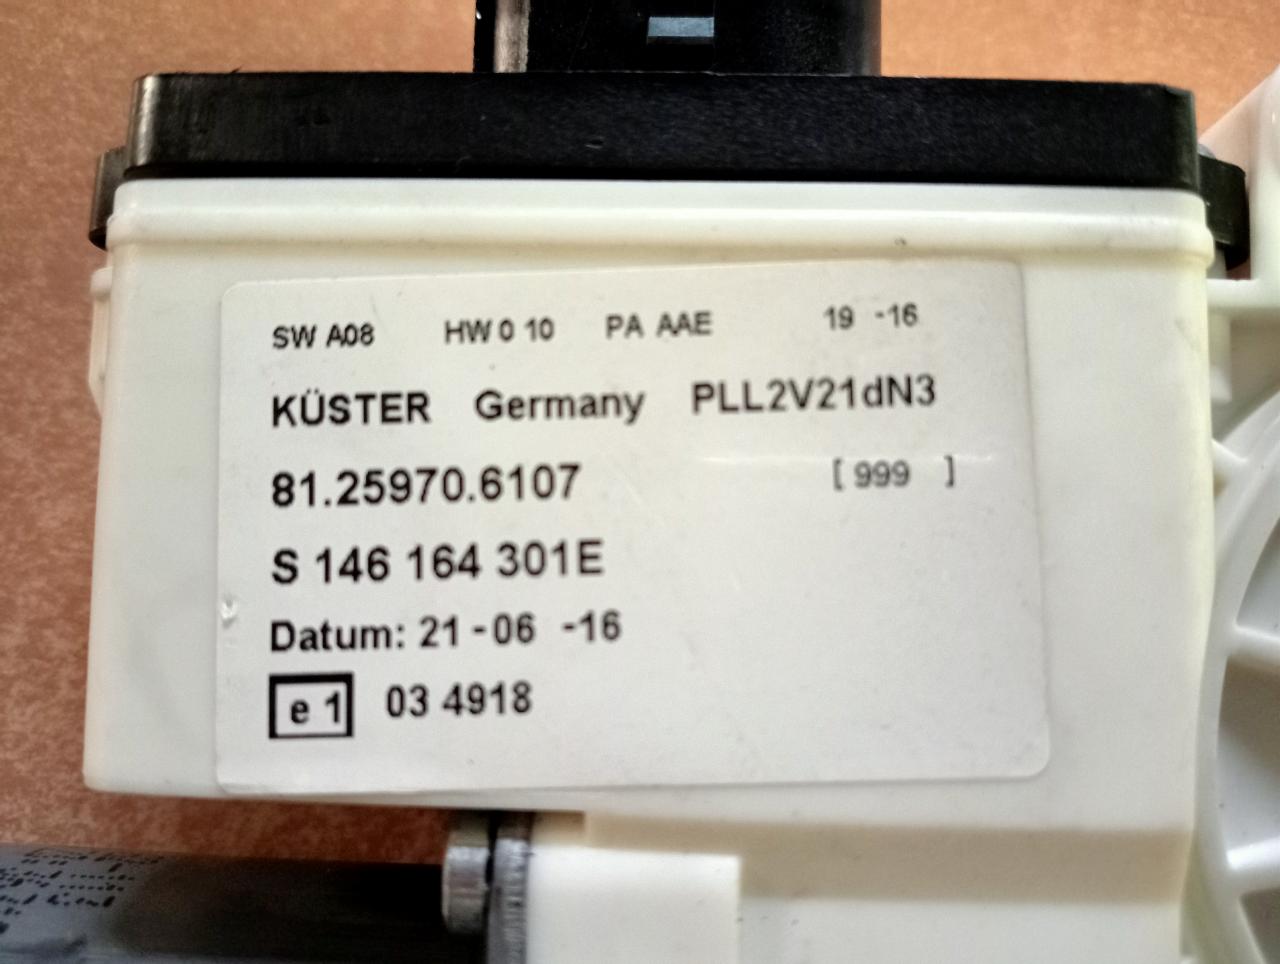 SW A08 HW 0 10 PA AAE 19 -16
KÜSTER Germany PLL2V21dN3
81.25970.6107 [ 999 ]
S 146 164 301E
Datum: 21 - 06 -16
e 1 03 4918